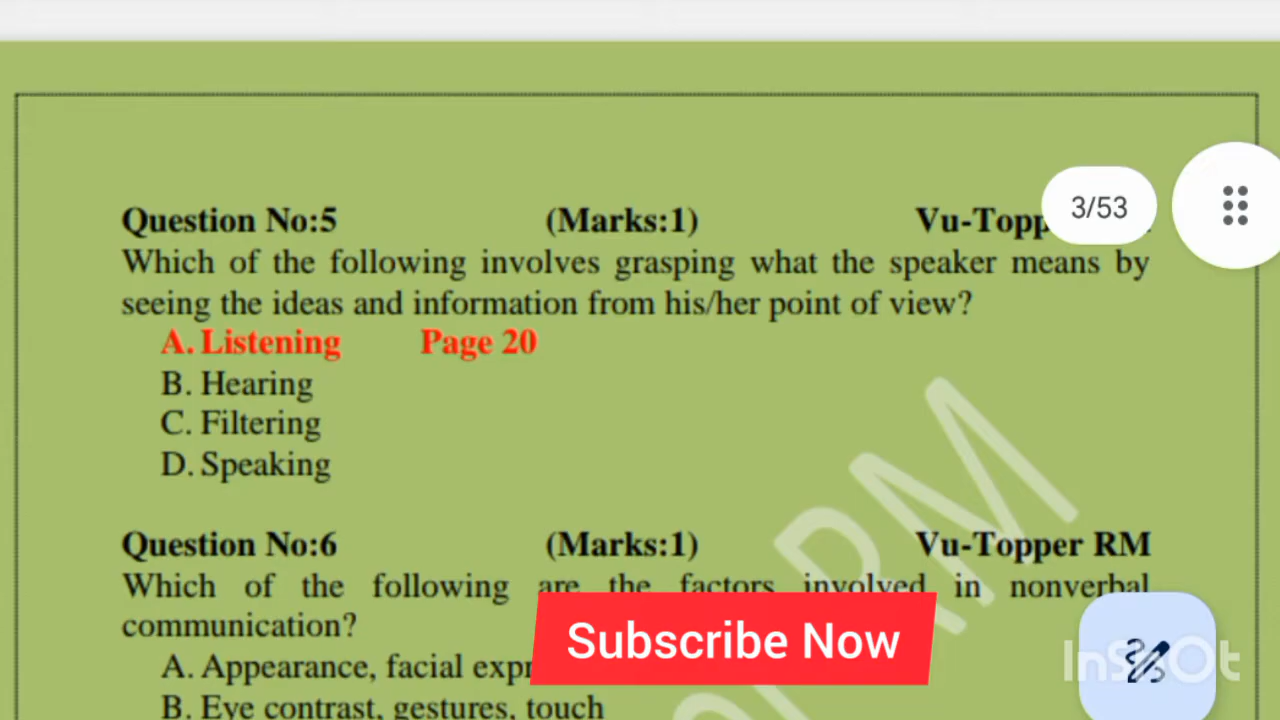 Question No:5 (Marks:1) Vu-Topp
3/53
Which of the following involves grasping what the speaker means by
seeing the ideas and information from his/her point of view?
A. Listening Page 20
B. Hearing
C. Filtering
D. Speaking
Question No:6 (Marks:1) Vu-Topper RM
Which of the following are the factors involved in nonverbal
communication?
Subscribe Now
A. Appearance, facial expr
B. Eye contrast, gestures, touch
RM